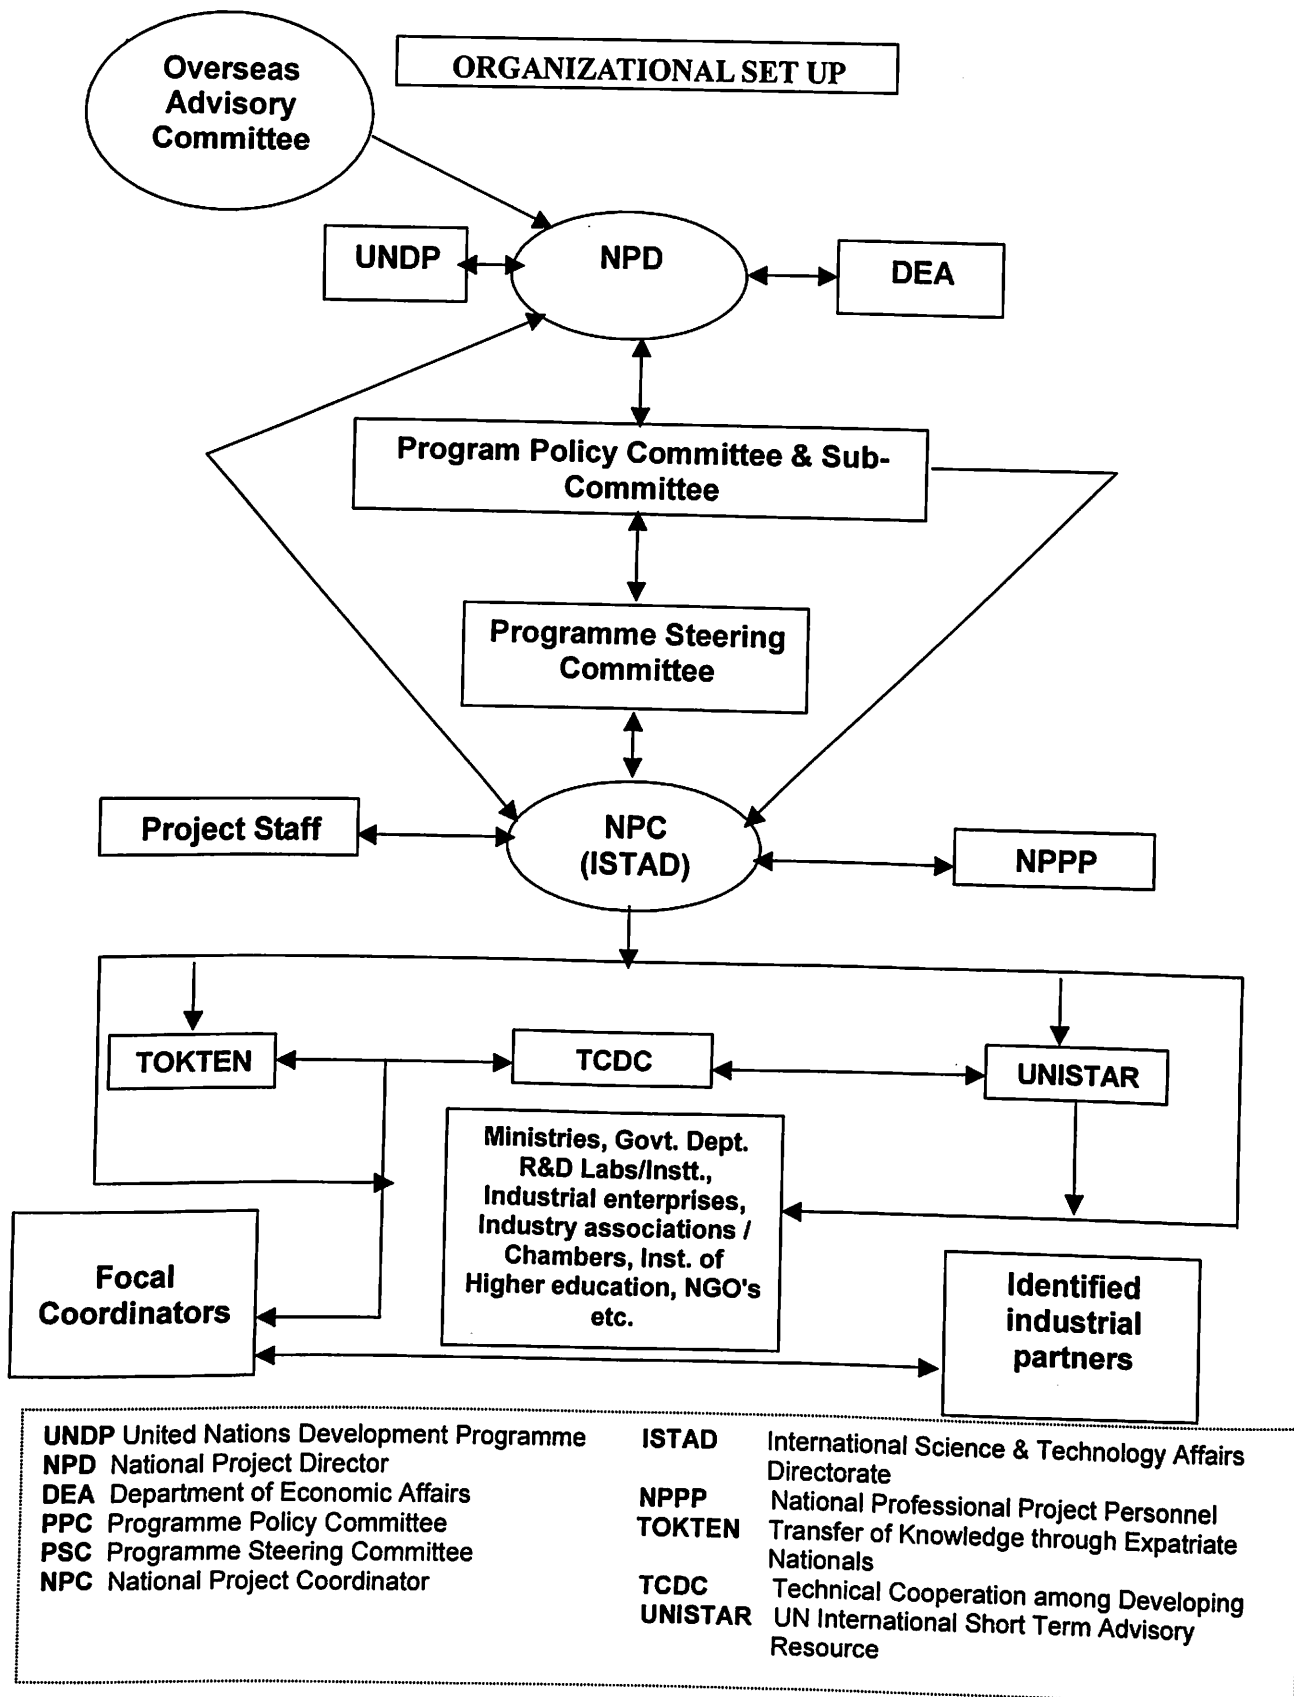 Overseas
Advisory
Committee
ORGANIZATIONAL SET UP
UNDP
NPD
DEA
Program Policy Committee & Sub-
Committee
Programme Steering
Committee
Project Staff
NPC
(ISTAD)
NPPP
TOKTEN
TCDC
UNISTAR
Ministries, Govt. Dept.
R&D Labs/Instt.,
Industrial enterprises,
Industry associations /
Chambers, Inst. of
Higher education, NGO's
etc.
Focal
Coordinators
Identified
industrial
partners
UNDP United Nations Development Programme
NPD National Project Director
DEA Department of Economic Affairs
PPC Programme Policy Committee
PSC Programme Steering Committee
NPC National Project Coordinator
ISTAD International Science & Technology Affairs
Directorate
NPPP National Professional Project Personnel
TOKTEN Transfer of Knowledge through Expatriate
Nationals
TCDC Technical Cooperation among Developing
UNISTAR UN International Short Term Advisory
Resource